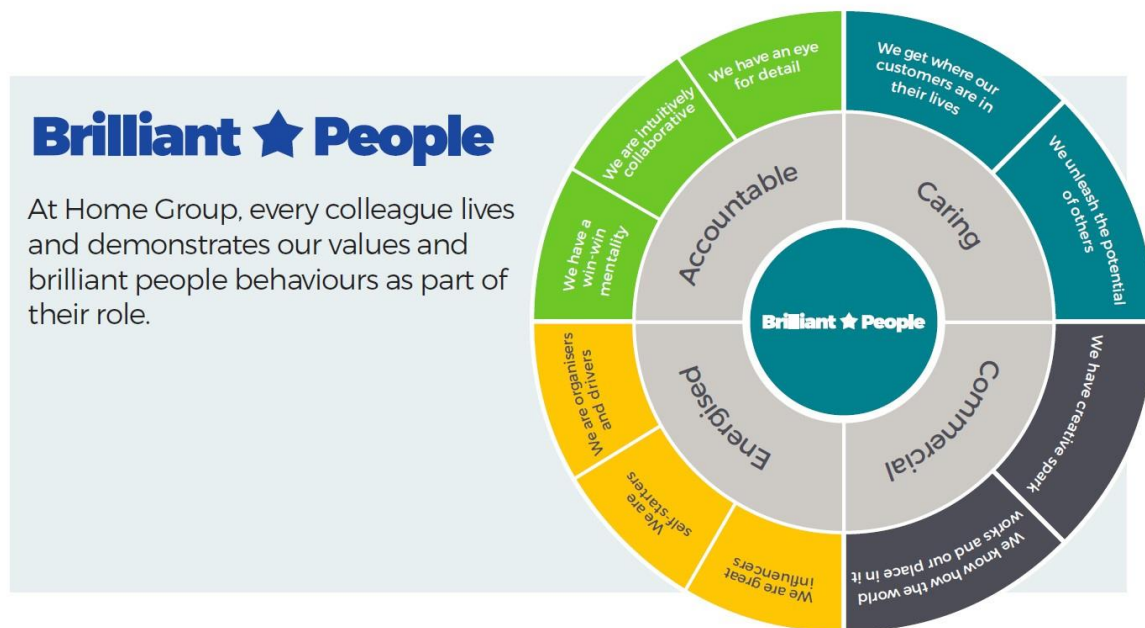 Brilliant ★ People
At Home Group, every colleague lives
and demonstrates our values and
brilliant people behaviours as part of
their role.
We have an eye
for detail
We are intuitively
collaborative
We have a
win-win
mentality
Accountable
We get where our
customers are in
their lives
We unleash the potential
of others
Caring
Brilliant ★ People
We have creative spark
We know how the world
works and our place in it
Commercial
We are great
influencers
We are
self-starters
We are organisers
and drivers
Energised